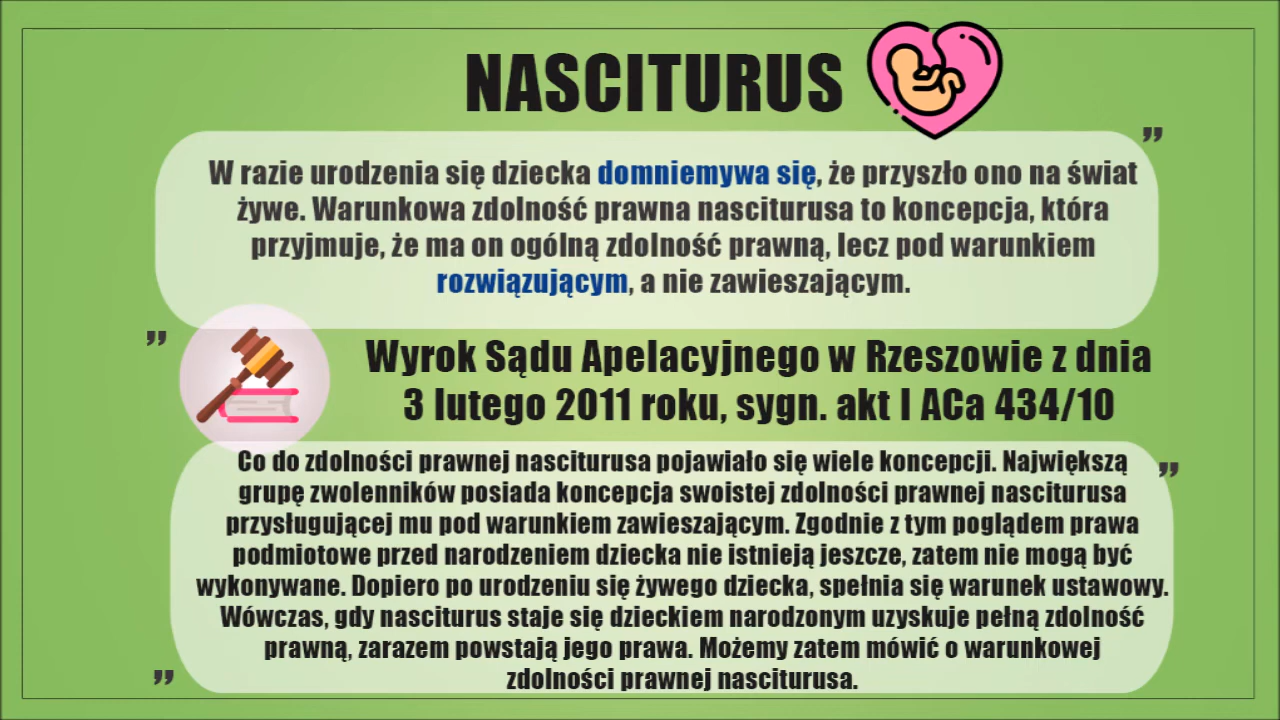 NASCITURUS
”
W razie urodzenia się dziecka domniemywa się, że przyszło ono na świat
żywe. Warunkowa zdolność prawna nasciturusa to koncepcja, która
przyjmuje, że ma on ogólną zdolność prawną, lecz pod warunkiem
rozwiązującym, a nie zawieszającym.
”
Wyrok Sądu Apelacyjnego w Rzeszowie z dnia
3 lutego 2011 roku, sygn. akt I ACa 434/10
Co do zdolności prawnej nasciturusa pojawiało się wiele koncepcji. Największą
”
grupę zwolenników posiada koncepcja swoistej zdolności prawnej nasciturusa
przysługującej mu pod warunkiem zawieszającym. Zgodnie z tym poglądem prawa
podmiotowe przed narodzeniem dziecka nie istnieją jeszcze, zatem nie mogą być
wykonywane. Dopiero po urodzeniu się żywego dziecka, spełnia się warunek ustawowy.
Wówczas, gdy nasciturus staje się dzieckiem narodzonym uzyskuje pełną zdolność
prawną, zarazem powstają jego prawa. Możemy zatem mówić o warunkowej
zdolności prawnej nasciturusa.
”